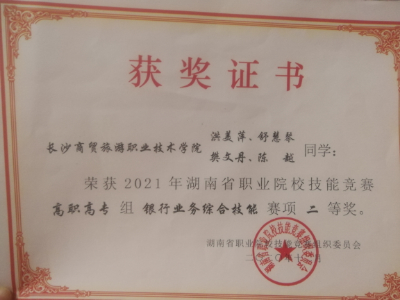 获奖证书
洪美萍、舒慧琴
长沙商贸旅游职业技术学院
樊文丹、陈 越 同学:
荣获2021年湖南省职业院校技能竞赛
高职高专 组 银行业务综合技能 赛项 二 等奖。
湖南省职业院校技能竞赛组织委员会